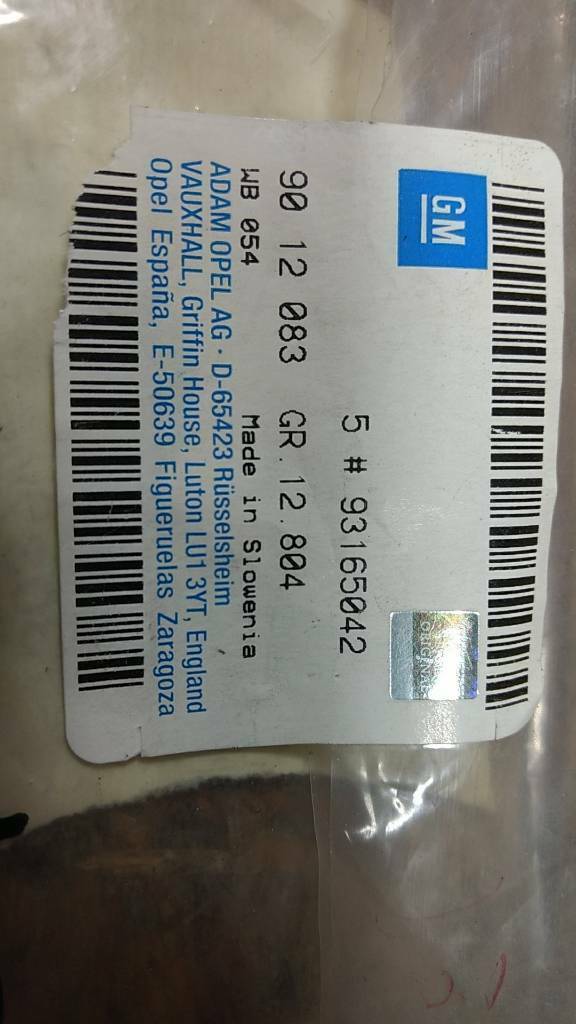 GM
5 # 93165042
90 12 083 GR.12.804
WB 054 Made in Slowenia
ADAM OPEL AG · D-65423 Rüsselsheim
VAUXHALL, Griffin House, Luton LU1 3YT, England
Opel España, E-50639 Figueruelas Zaragoza